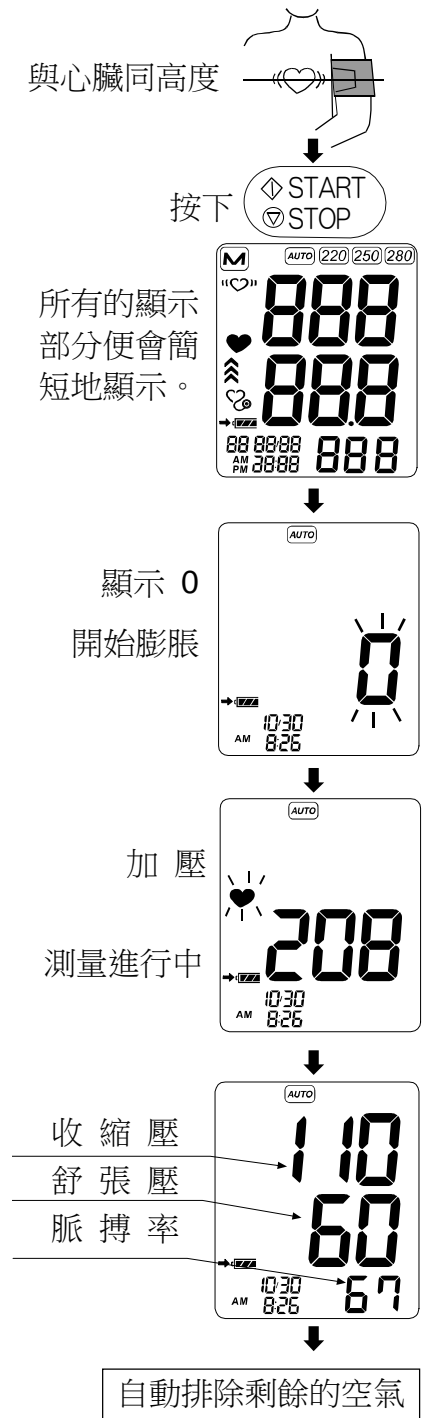 與心臟同高度
按下
START
STOP
M
AUTO 220 250 280
888
所有的顯示
部分便會簡
短地顯示。
88.8
88 88/88
AM
PM 28:88
888
AUTO
顯示 0
開始膨脹
0
10/30
AM 8:26
AUTO
加 壓
208
測量進行中
10/30
AM 8:26
AUTO
收 縮 壓
110
舒 張 壓
60
脈 搏 率
10/30
AM 8:26
67
自動排除剩餘的空氣